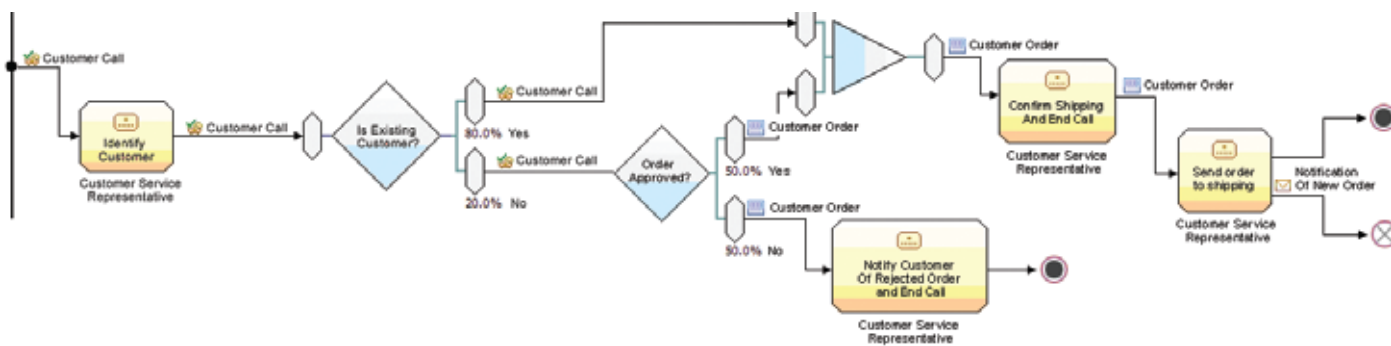 Customer Call
Identify
Customer
Customer Service
Representative
Customer Call
Is Existing
Customer?
Customer Call
80.0% Yes
Customer Call
20.0% No
Order
Approved?
Customer Order
50.0% Yes
Customer Order
50.0% No
Notify Customer
Of Rejected Order
and End Call
Customer Service
Representative
Customer Order
Confirm Shipping
And End Call
Customer Service
Representative
Customer Order
Send order
to shipping
Customer Service
Representative
Notification
Of New Order